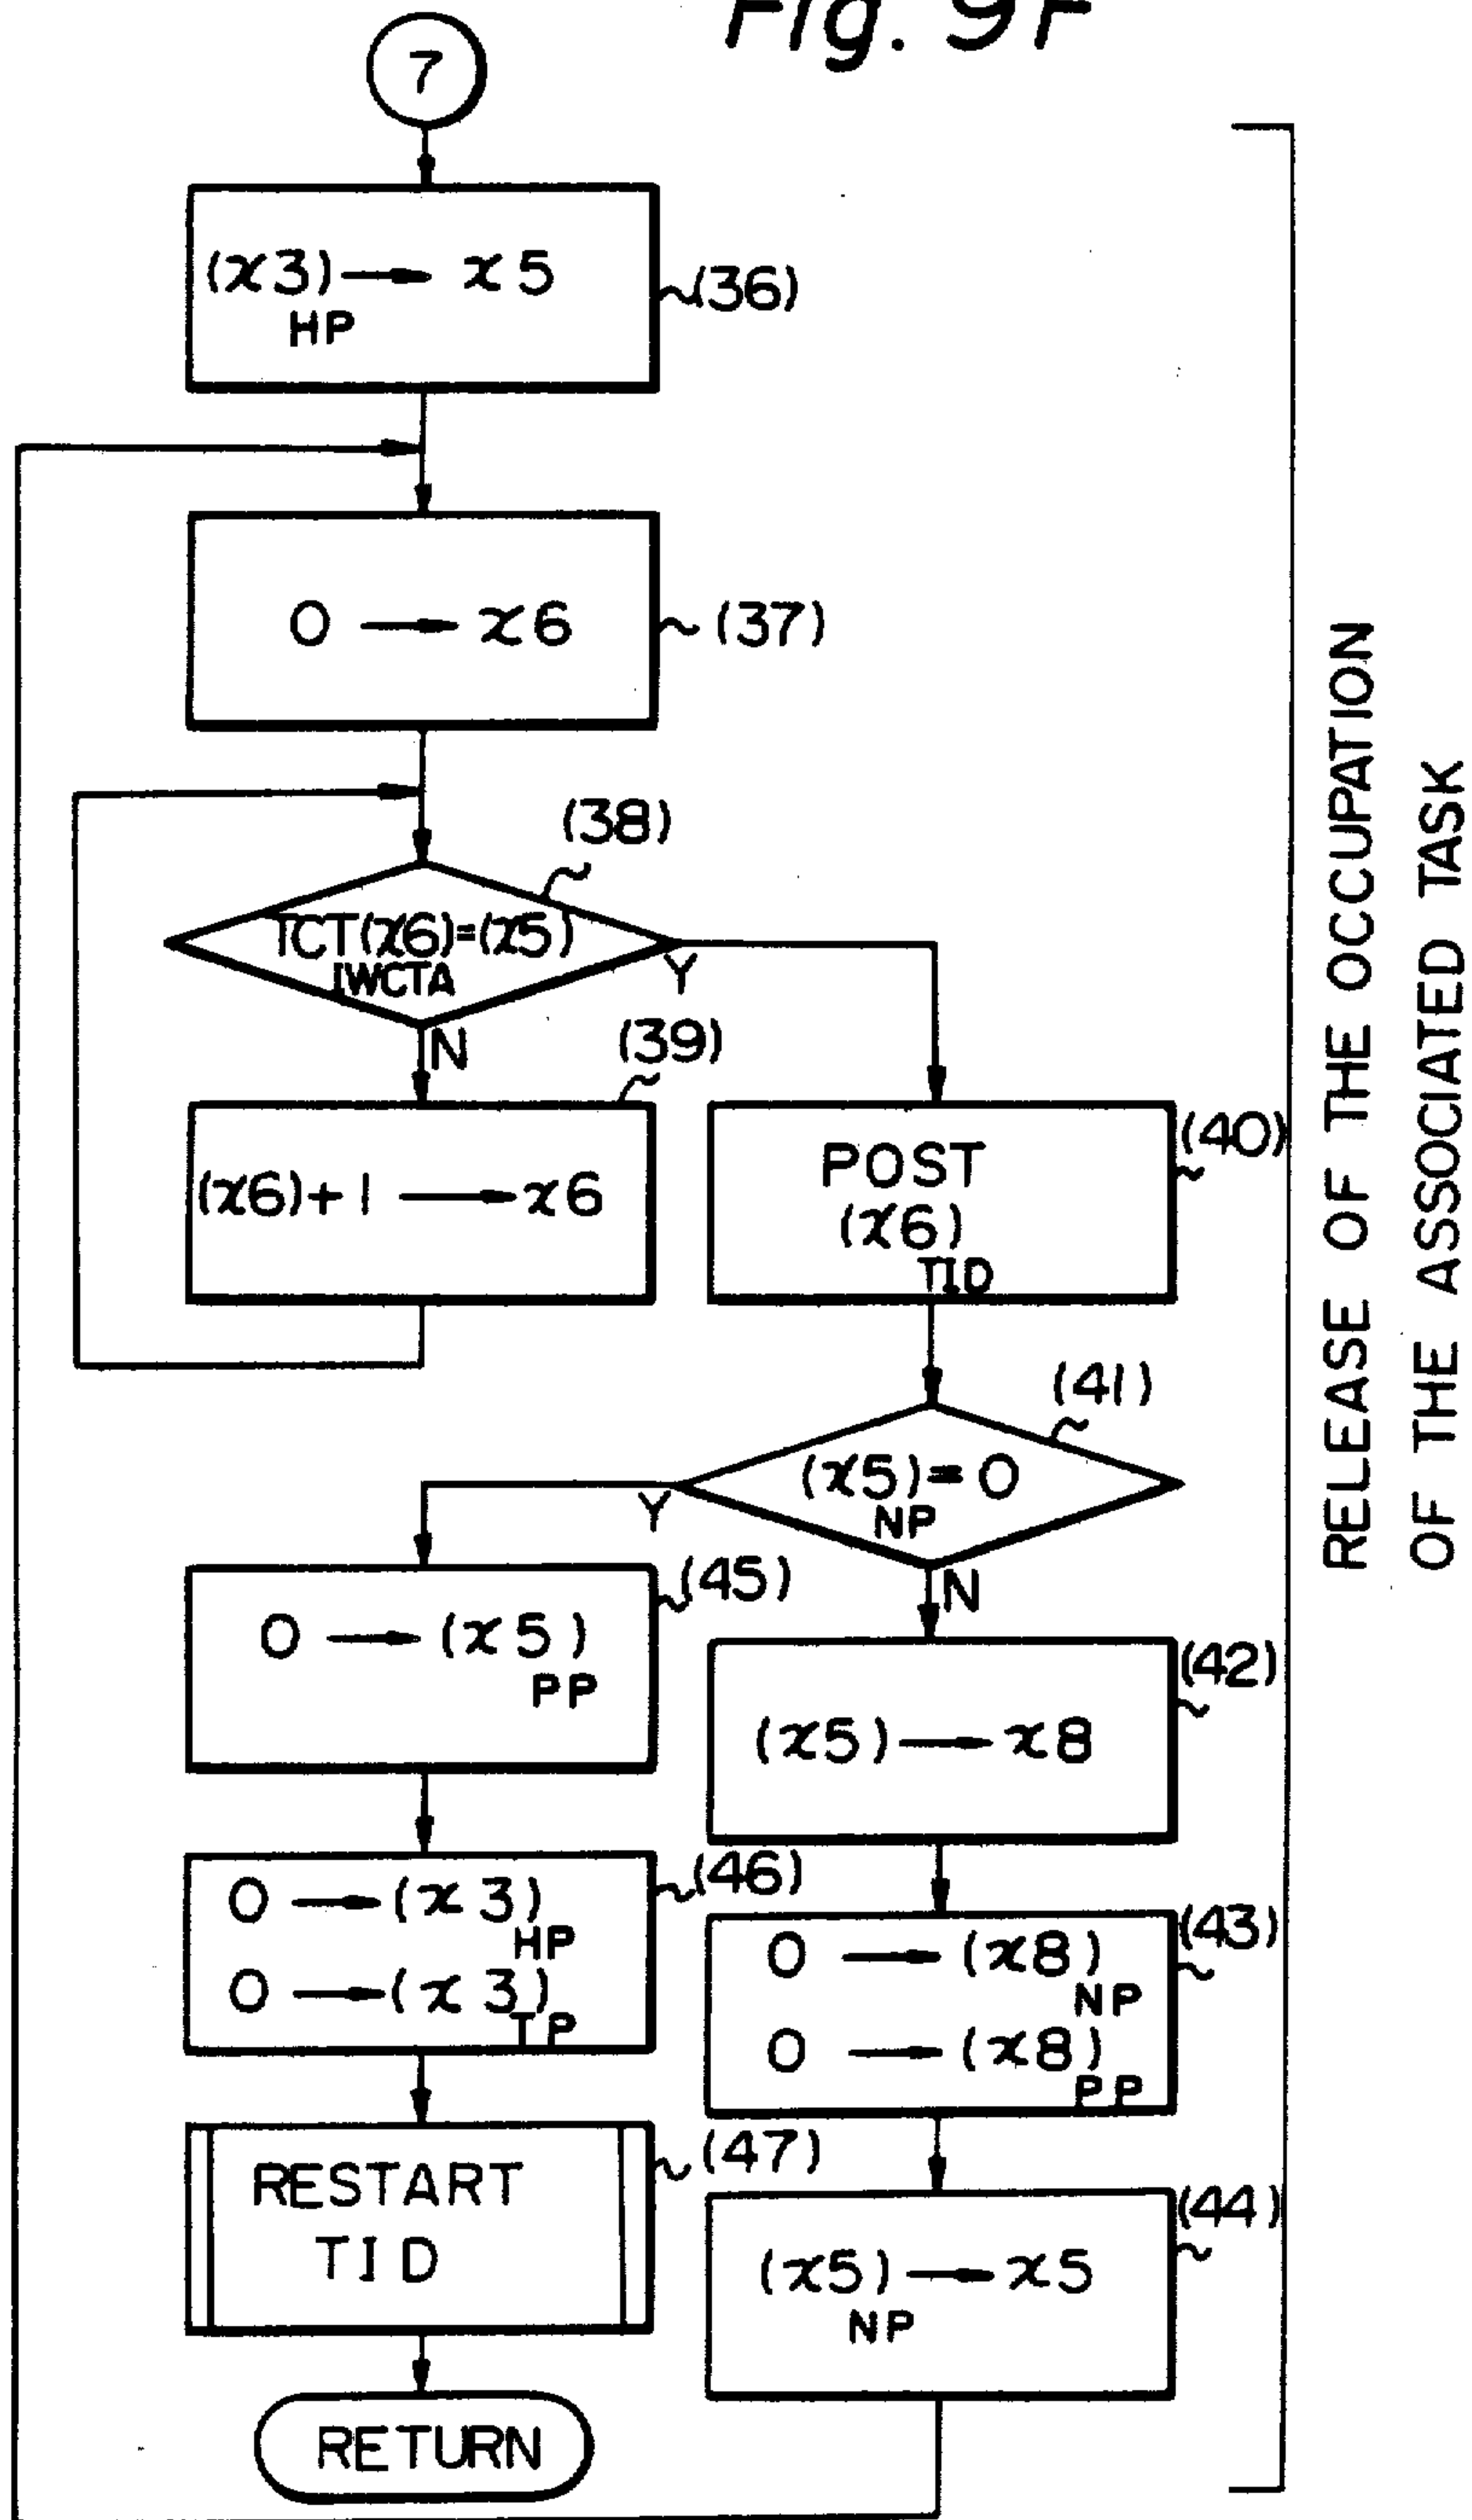 Fig. 9F
7
(x3) → x5
HP
(36)
0 → x6
(37)
(38)
TCT(x6)=(x5)
IWCTA
Y
N
(39)
(x6)+1 → x6
POST
(x6)
TID
(40)
(41)
(x5)=0
NP
Y
N
0 → (x5)
PP
(45)
(x5) → x8
(42)
0 → (x3)
HP
0 → (x3)
TP
(46)
0 → (x8)
NP
0 → (x8)
PP
(43)
RESTART
TID
(47)
(x5) → x5
NP
(44)
RETURN
RELEASE OF THE OCCUPATION
OF THE ASSOCIATED TASK